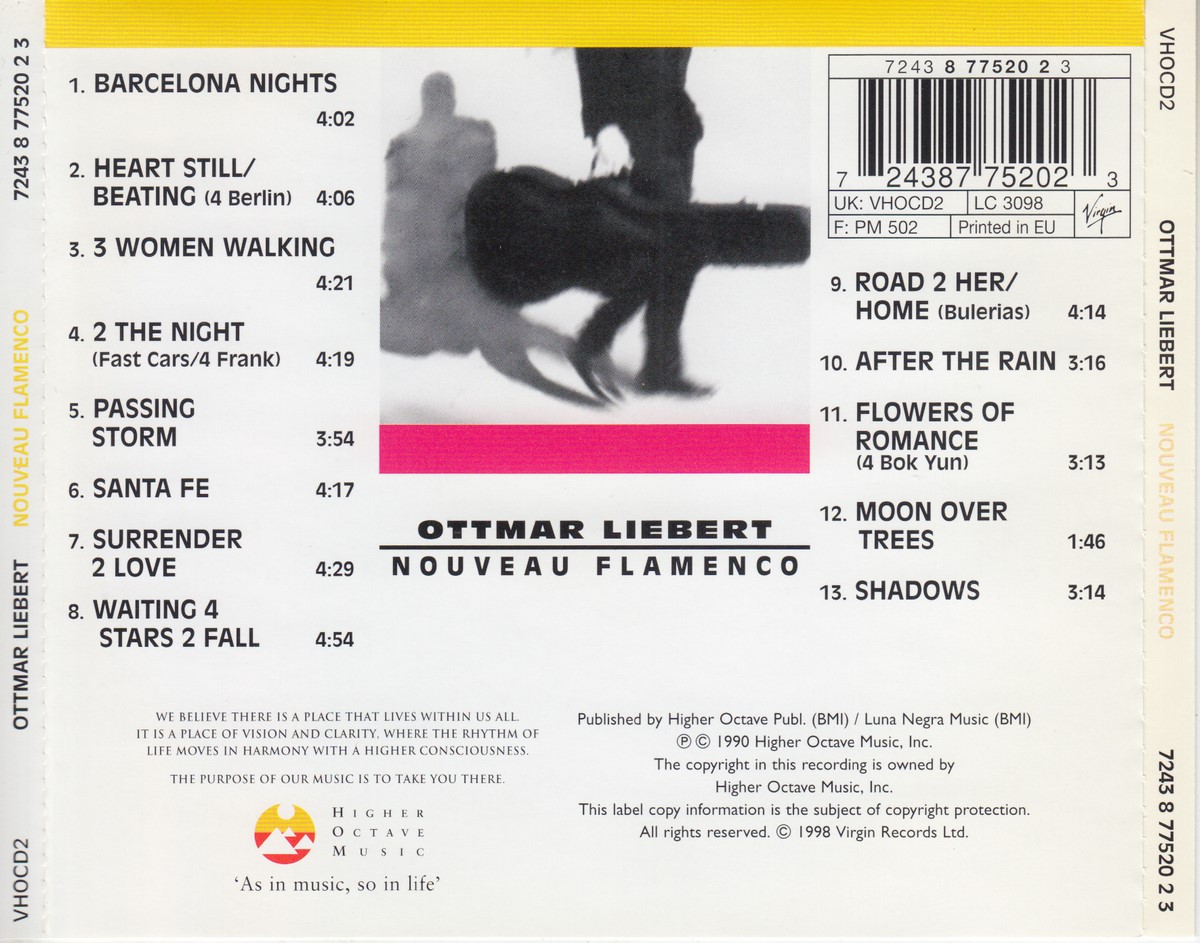 7243 8 77520 2 3
NOUVEAU FLAMENCO
OTTMAR LIEBERT
VHOCD2
1. BARCELONA NIGHTS
4:02
2. HEART STILL/
BEATING (4 Berlin) 4:06
3. 3 WOMEN WALKING
4:21
4. 2 THE NIGHT
(Fast Cars/4 Frank) 4:19
5. PASSING
STORM 3:54
6. SANTA FE 4:17
7. SURRENDER
2 LOVE 4:29
8. WAITING 4
STARS 2 FALL 4:54
OTTMAR LIEBERT
NOUVEAU FLAMENCO
7243 8 77520 2 3
7 24387 75202 3
UK: VHOCD2 LC 3098
F: PM 502 Printed in EU
Virgin
9. ROAD 2 HER/
HOME (Bulerias) 4:14
10. AFTER THE RAIN 3:16
11. FLOWERS OF
ROMANCE
(4 Bok Yun) 3:13
12. MOON OVER
TREES 1:46
13. SHADOWS 3:14
WE BELIEVE THERE IS A PLACE THAT LIVES WITHIN US ALL.
IT IS A PLACE OF VISION AND CLARITY, WHERE THE RHYTHM OF
LIFE MOVES IN HARMONY WITH A HIGHER CONSCIOUSNESS.
THE PURPOSE OF OUR MUSIC IS TO TAKE YOU THERE.
HIGHER
OCTAVE
MUSIC
‘As in music, so in life’
Published by Higher Octave Publ. (BMI) / Luna Negra Music (BMI)
℗ © 1990 Higher Octave Music, Inc.
The copyright in this recording is owned by
Higher Octave Music, Inc.
This label copy information is the subject of copyright protection.
All rights reserved. © 1998 Virgin Records Ltd.
VHOCD2
OTTMAR LIEBERT
NOUVEAU FLAMENCO
7243 8 77520 2 3